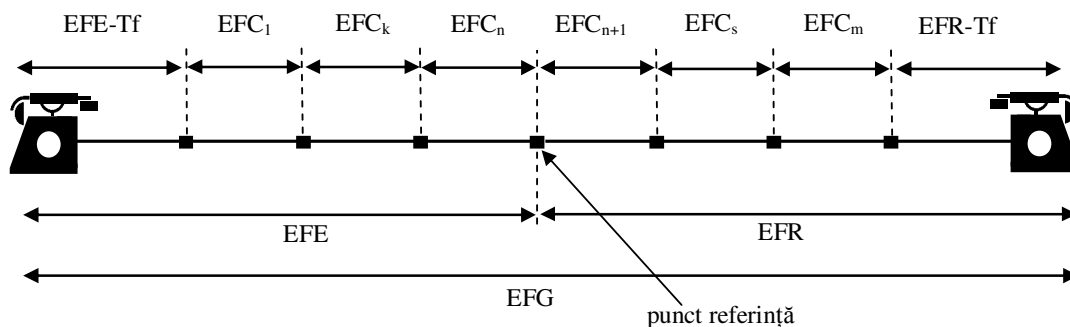 EFE-Tf EFC₁ EFCₖ EFCₙ EFCₙ₊₁ EFCₛ EFCₘ EFR-Tf
EFE EFR
EFG
punct referință